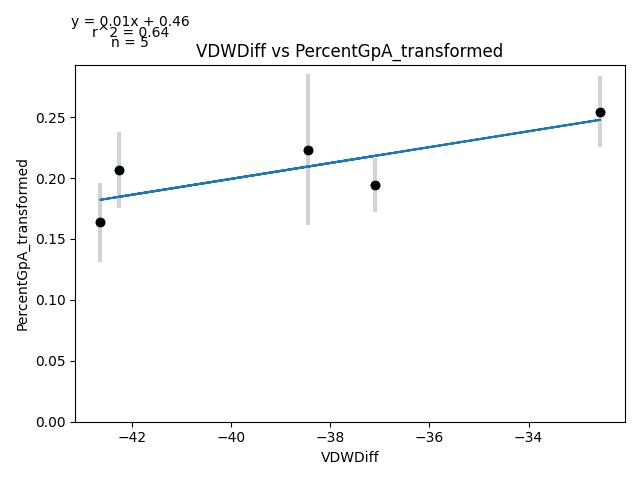 y = 0.01x + 0.46
r^2 = 0.64
n = 5
VDWDiff vs PercentGpA_transformed
PercentGpA_transformed
0.25
0.20
0.15
0.10
0.05
0.00
−42
−40
−38
−36
−34
VDWDiff